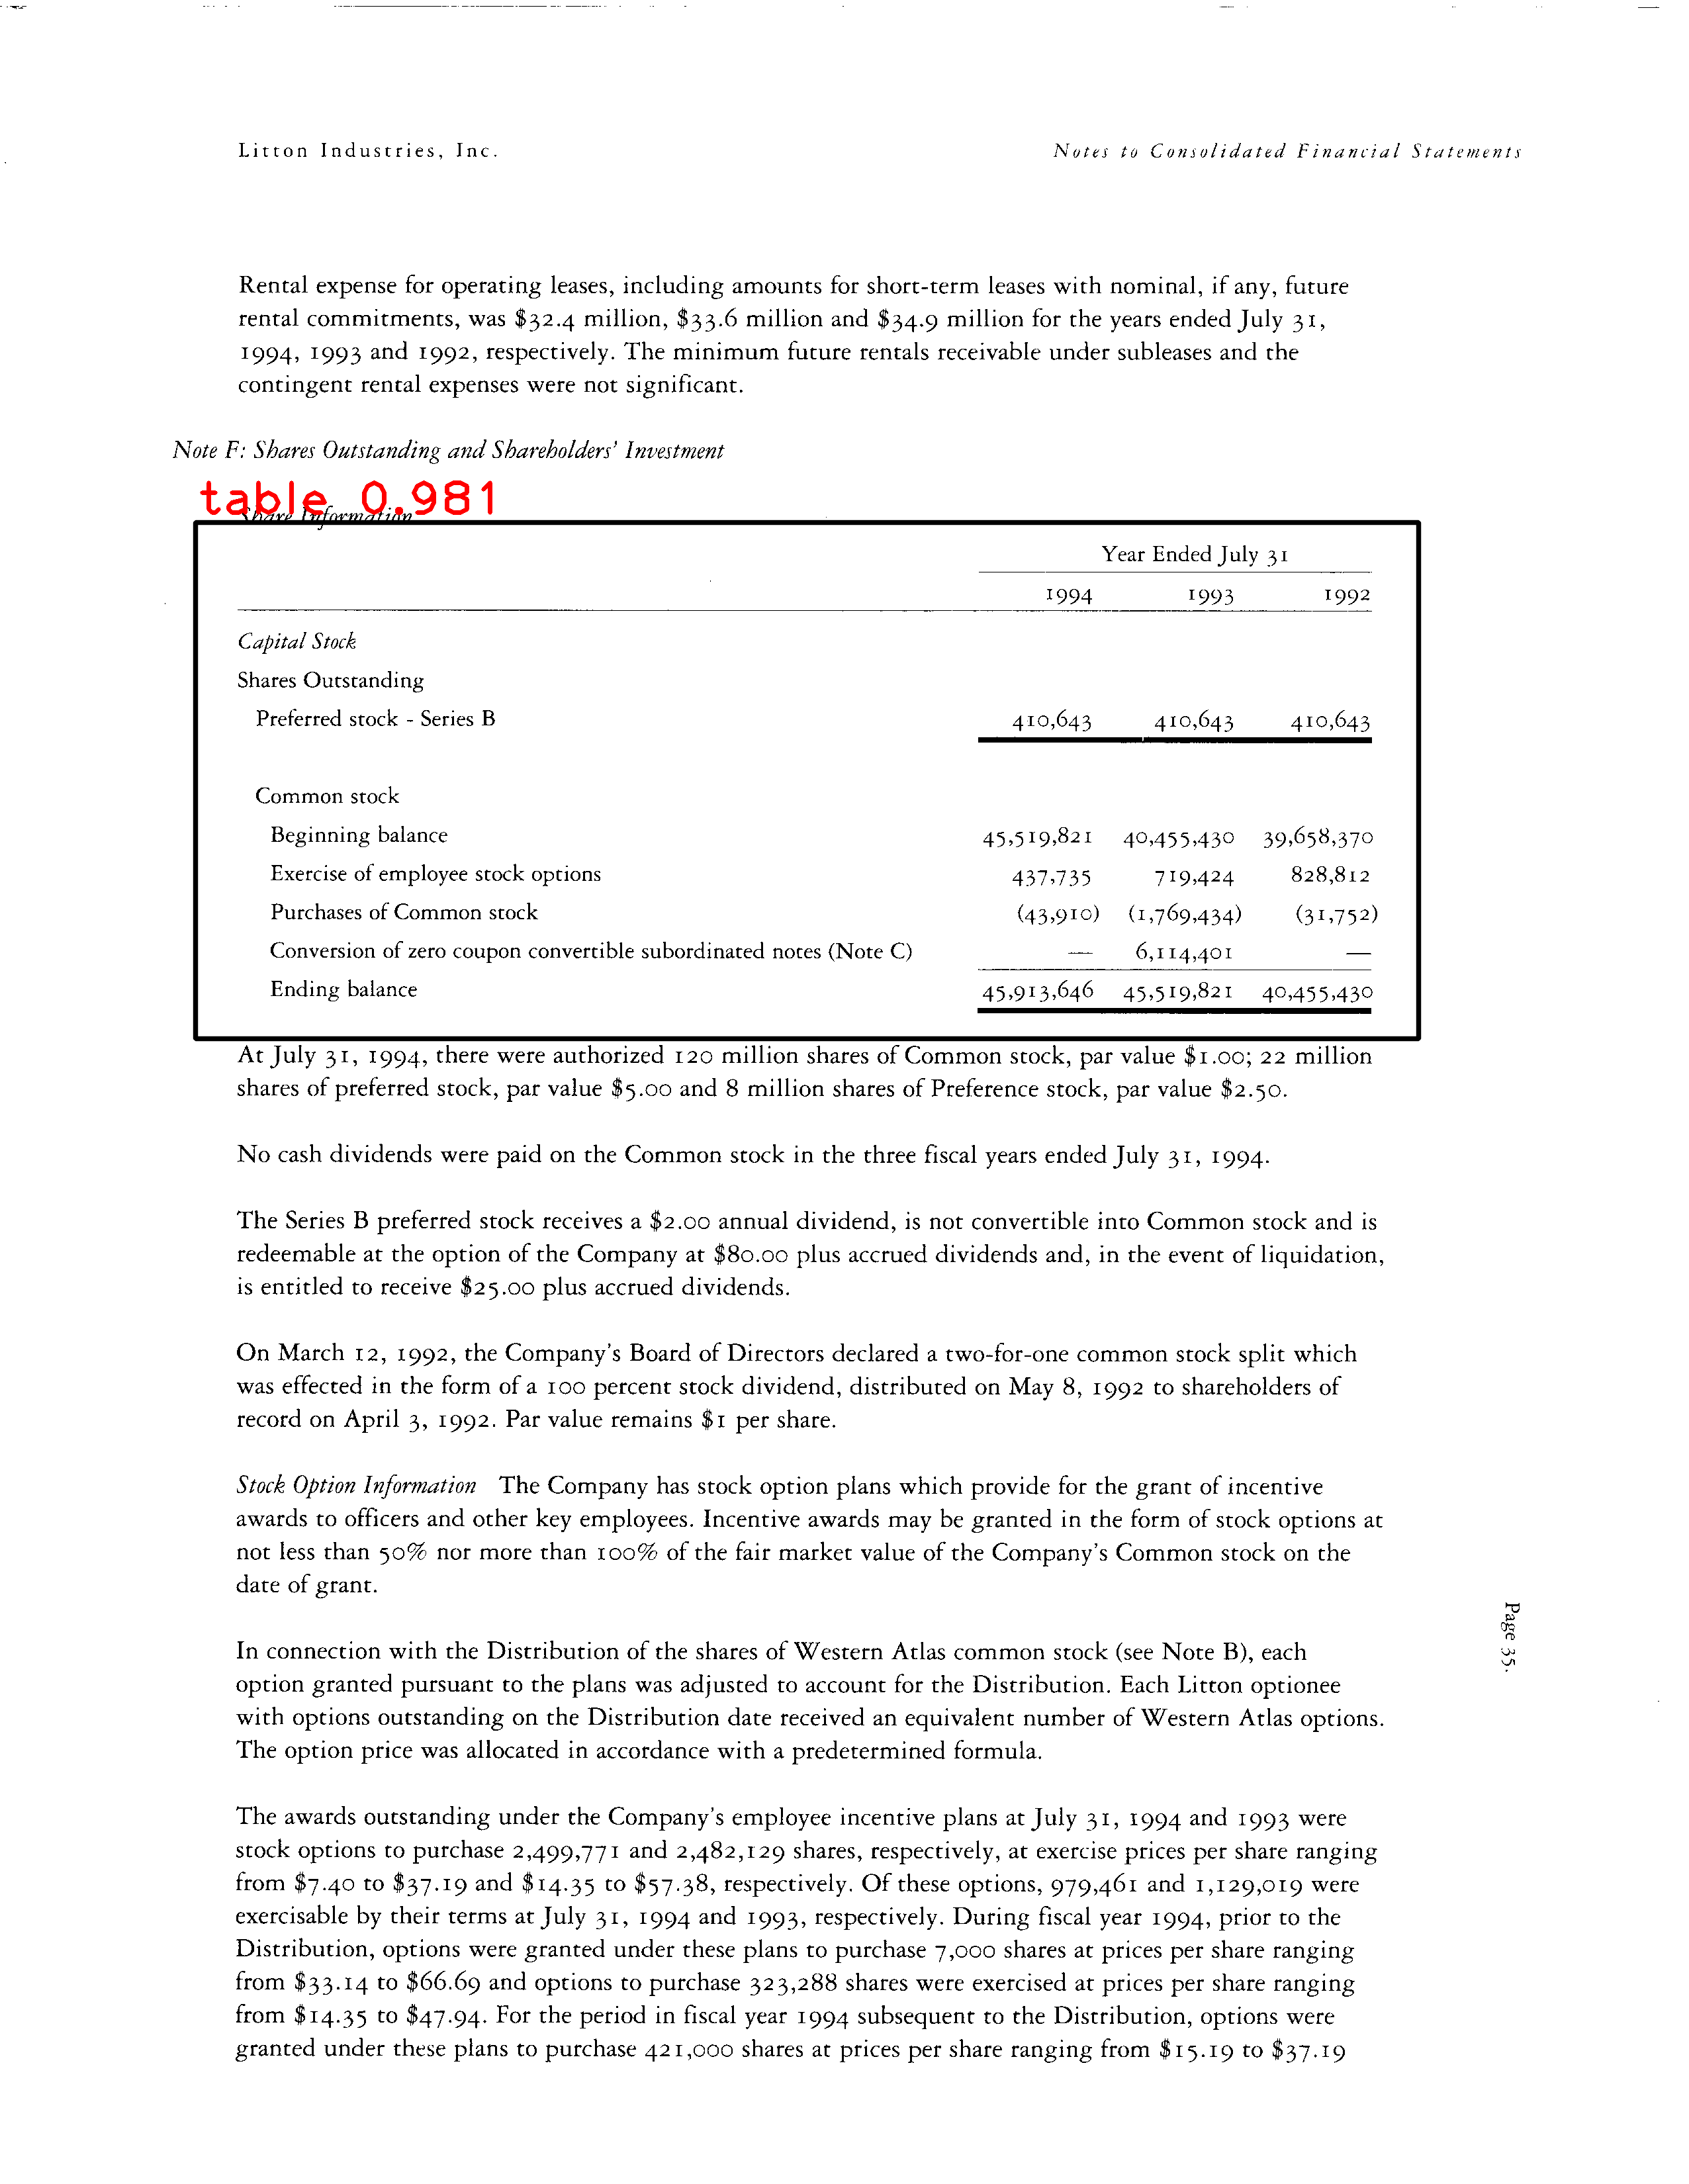 Litton Industries, Inc.
Notes to Consolidated Financial Statements
Rental expense for operating leases, including amounts for short-term leases with nominal, if any, future
rental commitments, was $32.4 million, $33.6 million and $34.9 million for the years ended July 31,
1994, 1993 and 1992, respectively. The minimum future rentals receivable under subleases and the
contingent rental expenses were not significant.
Note F: Shares Outstanding and Shareholders' Investment
table 0.981
Share Information
Year Ended July 31
1994 1993 1992
Capital Stock
Shares Outstanding
Preferred stock - Series B 410,643 410,643 410,643
Common stock
Beginning balance 45,519,821 40,455,430 39,658,370
Exercise of employee stock options 437,735 719,424 828,812
Purchases of Common stock (43,910) (1,769,434) (31,752)
Conversion of zero coupon convertible subordinated notes (Note C) — 6,114,401 —
Ending balance 45,913,646 45,519,821 40,455,430
At July 31, 1994, there were authorized 120 million shares of Common stock, par value $1.00; 22 million
shares of preferred stock, par value $5.00 and 8 million shares of Preference stock, par value $2.50.
No cash dividends were paid on the Common stock in the three fiscal years ended July 31, 1994.
The Series B preferred stock receives a $2.00 annual dividend, is not convertible into Common stock and is
redeemable at the option of the Company at $80.00 plus accrued dividends and, in the event of liquidation,
is entitled to receive $25.00 plus accrued dividends.
On March 12, 1992, the Company's Board of Directors declared a two-for-one common stock split which
was effected in the form of a 100 percent stock dividend, distributed on May 8, 1992 to shareholders of
record on April 3, 1992. Par value remains $1 per share.
Stock Option Information The Company has stock option plans which provide for the grant of incentive
awards to officers and other key employees. Incentive awards may be granted in the form of stock options at
not less than 50% nor more than 100% of the fair market value of the Company's Common stock on the
date of grant.
In connection with the Distribution of the shares of Western Atlas common stock (see Note B), each
option granted pursuant to the plans was adjusted to account for the Distribution. Each Litton optionee
with options outstanding on the Distribution date received an equivalent number of Western Atlas options.
The option price was allocated in accordance with a predetermined formula.
The awards outstanding under the Company's employee incentive plans at July 31, 1994 and 1993 were
stock options to purchase 2,499,771 and 2,482,129 shares, respectively, at exercise prices per share ranging
from $7.40 to $37.19 and $14.35 to $57.38, respectively. Of these options, 979,461 and 1,129,019 were
exercisable by their terms at July 31, 1994 and 1993, respectively. During fiscal year 1994, prior to the
Distribution, options were granted under these plans to purchase 7,000 shares at prices per share ranging
from $33.14 to $66.69 and options to purchase 323,288 shares were exercised at prices per share ranging
from $14.35 to $47.94. For the period in fiscal year 1994 subsequent to the Distribution, options were
granted under these plans to purchase 421,000 shares at prices per share ranging from $15.19 to $37.19
Page 35.